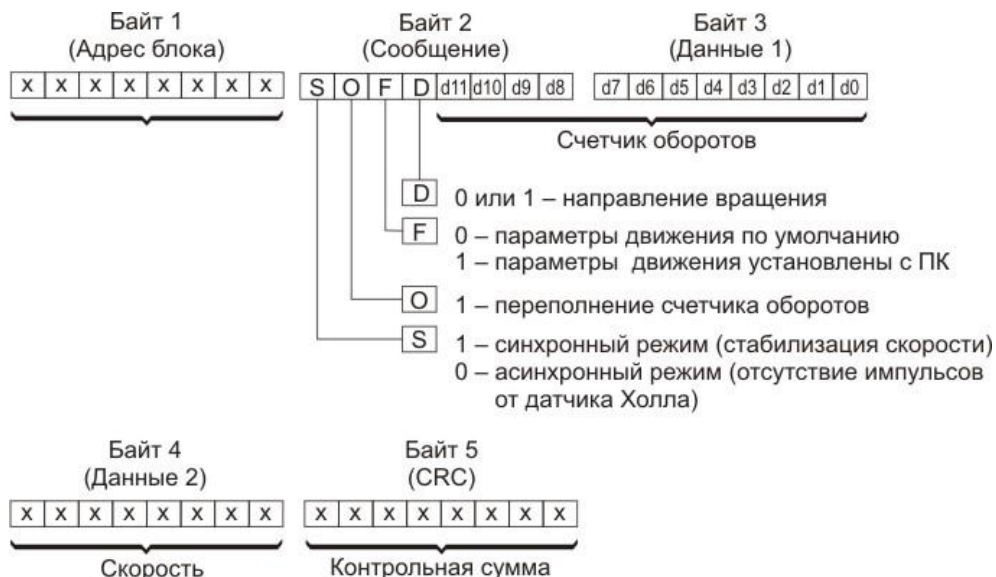 Байт 1 Байт 2 Байт 3
(Адрес блока) (Сообщение) (Данные 1)
x x x x x x x x S O F D d11 d10 d9 d8 d7 d6 d5 d4 d3 d2 d1 d0
Счетчик оборотов
D 0 или 1 – направление вращения
F 0 – параметры движения по умолчанию
1 – параметры движения установлены с ПК
O 1 – переполнение счетчика оборотов
S 1 – синхронный режим (стабилизация скорости)
0 – асинхронный режим (отсутствие импульсов
от датчика Холла)
Байт 4 Байт 5
(Данные 2) (CRC)
x x x x x x x x x x x x x x x x
Скорость Контрольная сумма